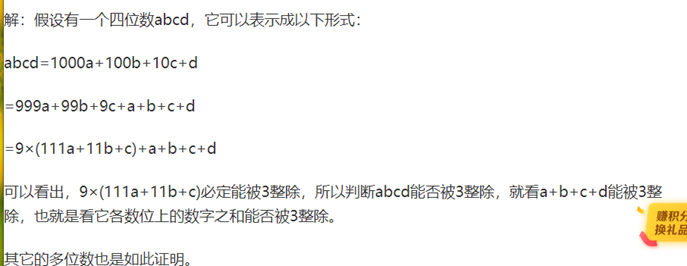 解：假设有一个四位数abcd，它可以表示成以下形式：
abcd=1000a+100b+10c+d
=999a+99b+9c+a+b+c+d
=9×(111a+11b+c)+a+b+c+d
可以看出，9×(111a+11b+c)必定能被3整除，所以判断abcd能否被3整除，就看a+b+c+d能被3整
除，也就是看它各数位上的数字之和能否被3整除。
赚积分
换礼品
其它的多位数也是如此证明。